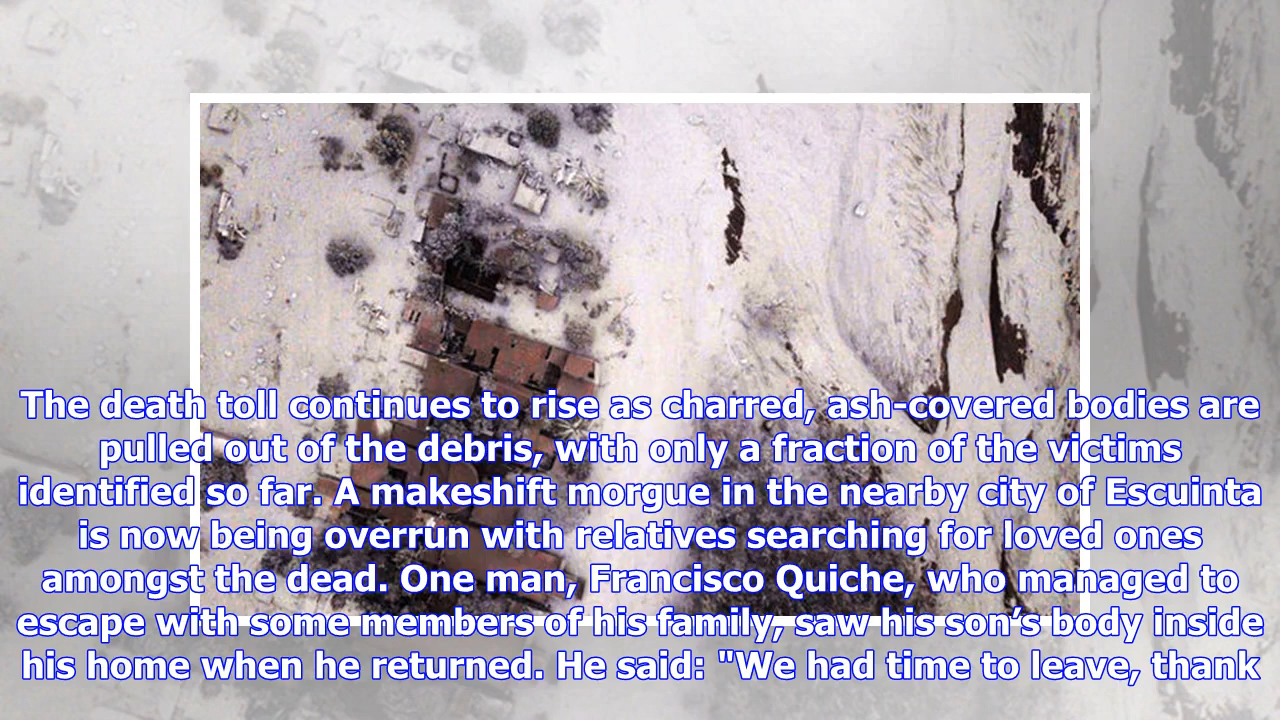 The death toll continues to rise as charred, ash-covered bodies are
pulled out of the debris, with only a fraction of the victims
identified so far. A makeshift morgue in the nearby city of Escuinta
is now being overrun with relatives searching for loved ones
amongst the dead. One man, Francisco Quiche, who managed to
escape with some members of his family, saw his son’s body inside
his home when he returned. He said: "We had time to leave, thank